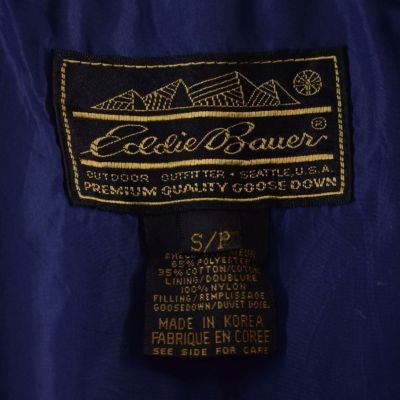 Eddie Bauer®
OUTDOOR OUTFITTER • SEATTLE, U.S.A.
PREMIUM QUALITY GOOSE DOWN
S/P
65% POLYESTER
35% COTTON/COTON
LINING/DOUBLURE
100% NYLON
FILLING/REMPLISSAGE
GOOSEDOWN/DUVET D'OIE.
MADE IN KOREA
FABRIQUE EN COREE
SEE SIDE FOR CARE